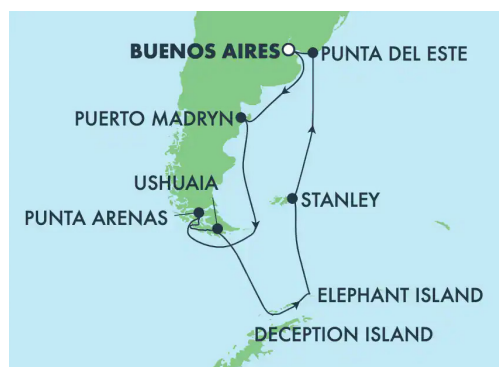 BUENOS AIRES
PUNTA DEL ESTE
PUERTO MADRYN
USHUAIA
PUNTA ARENAS
STANLEY
ELEPHANT ISLAND
DECEPTION ISLAND